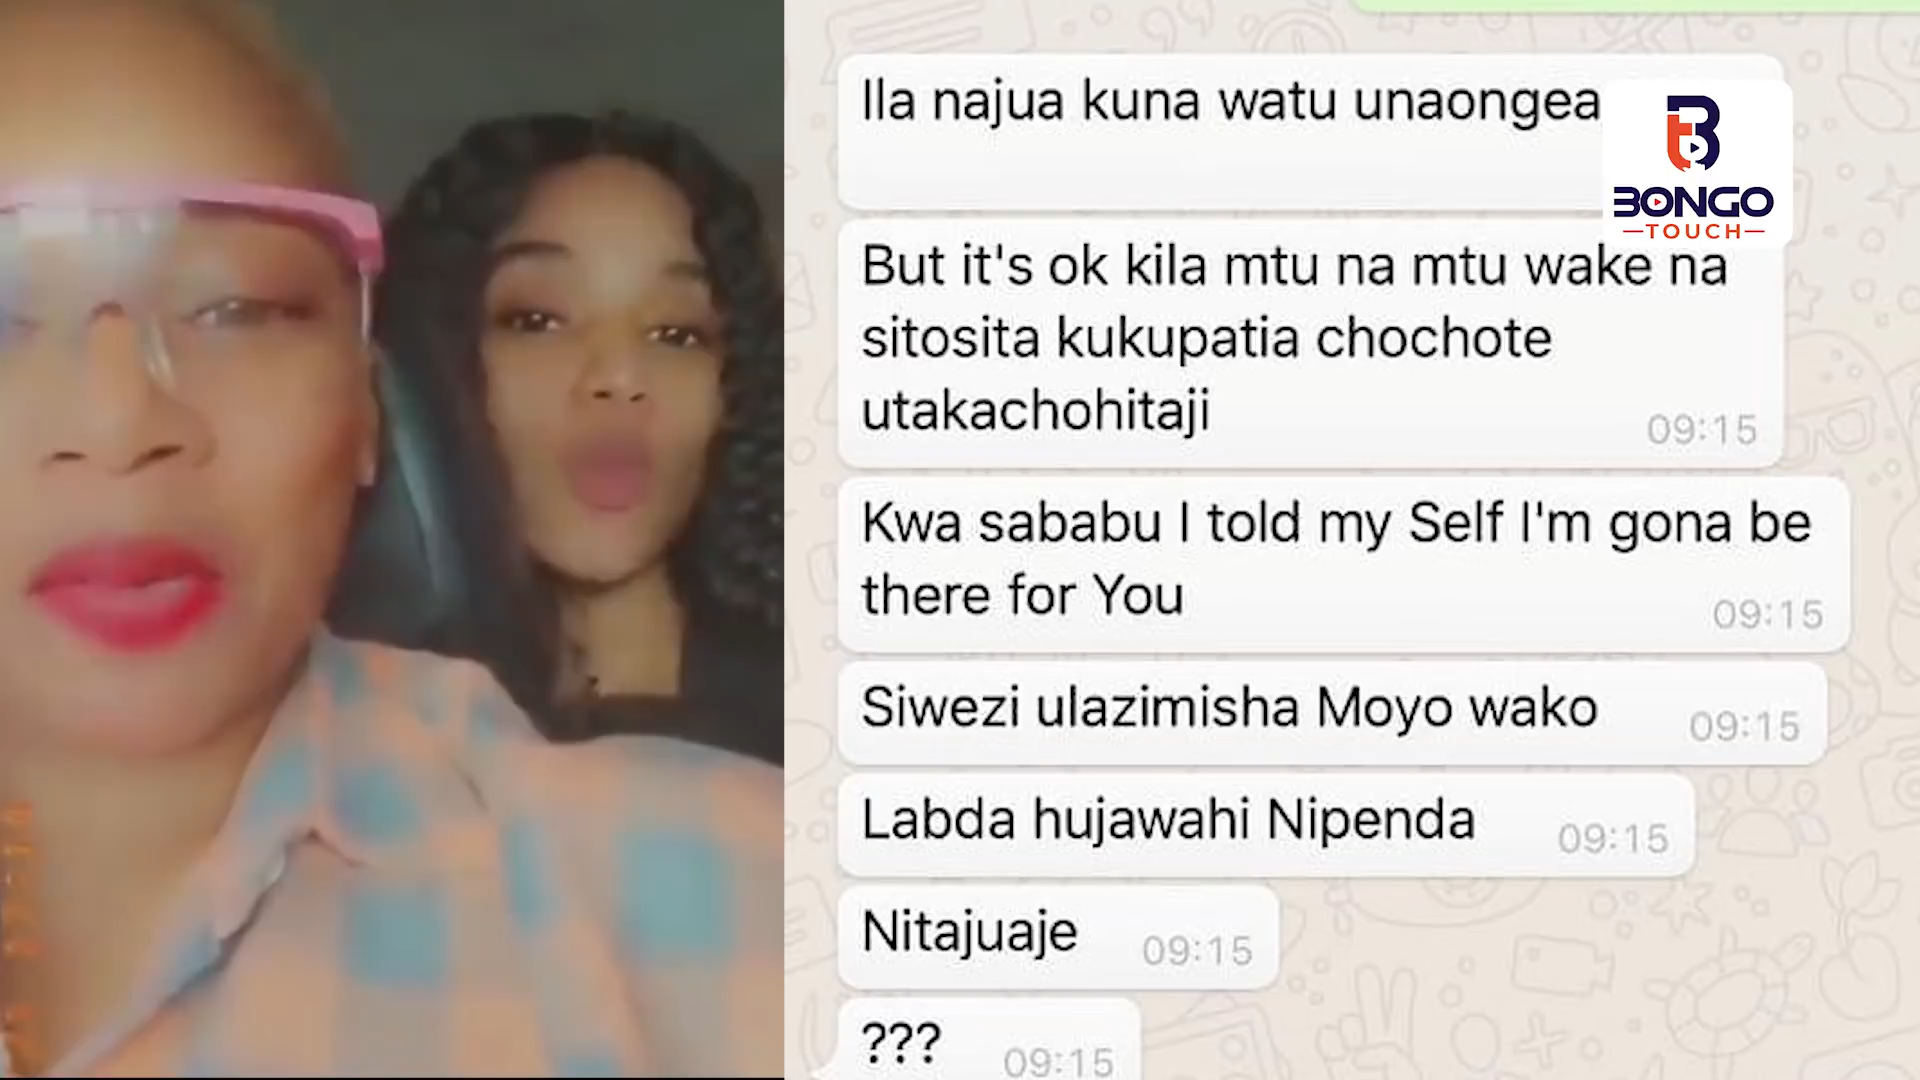 Ila najua kuna watu unaongea
BONGO
TOUCH
But it's ok kila mtu na mtu wake na
sitosita kukupatia chochote
utakachohitaji
09:15
Kwa sababu I told my Self I'm gona be
there for You
09:15
Siwezi ulazimisha Moyo wako
09:15
Labda hujawahi Nipenda
09:15
Nitajuaje
09:15
???
09:15